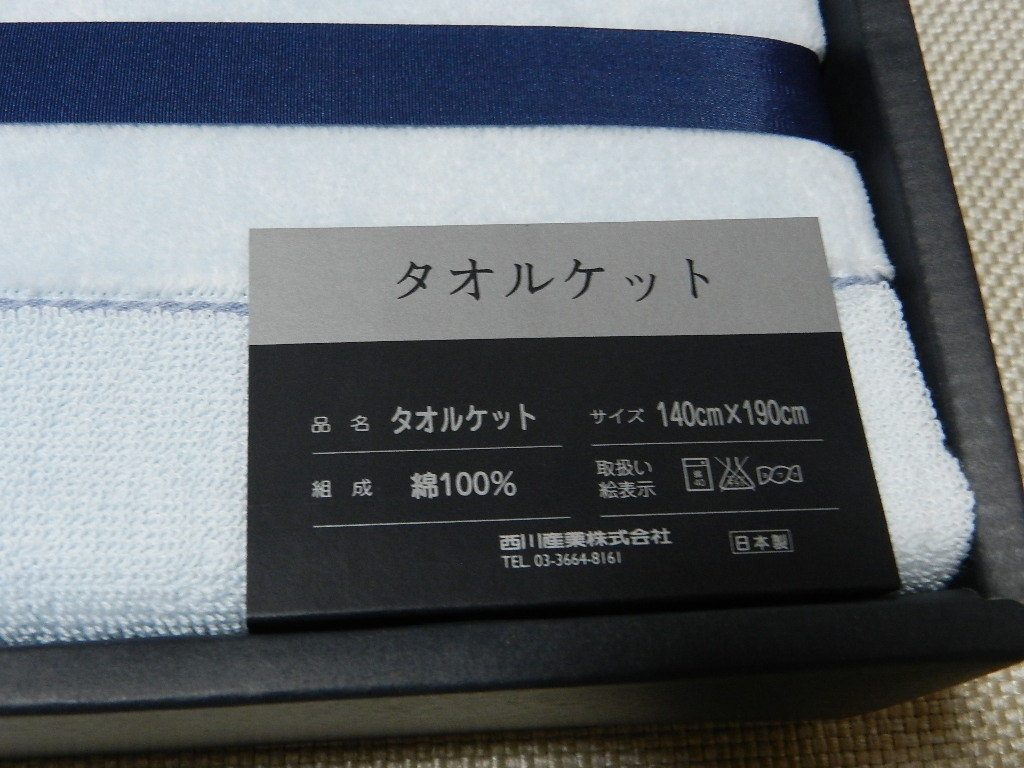 タオルケット
品名 タオルケット
サイズ 140cm×190cm
組成 綿100%
取扱い
絵表示
西川産業株式会社
日本製
TEL. 03-3664-8161